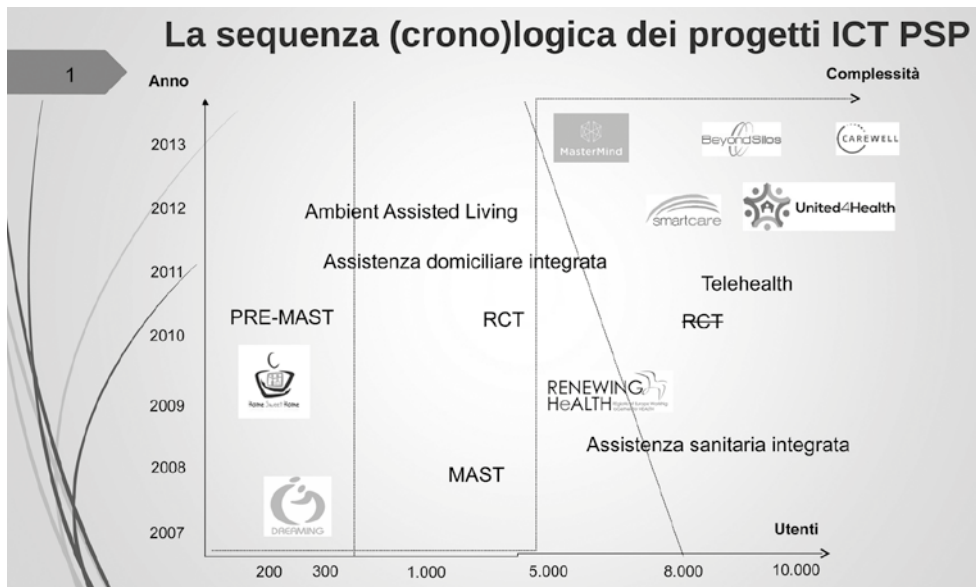 La sequenza (crono)logica dei progetti ICT PSP
1
Anno
Complessità
2013
MasterMind
BeyondSilos
CAREWELL
2012
Ambient Assisted Living
smartcare
United4Health
Assistenza domiciliare integrata
2011
Telehealth
PRE-MAST
RCT
RCT
2010
Home Sweet Home
RENEWING
HeALTH
2009
Assistenza sanitaria integrata
2008
MAST
DREAMING
2007
Utenti
200
300
1.000
5.000
8.000
10.000